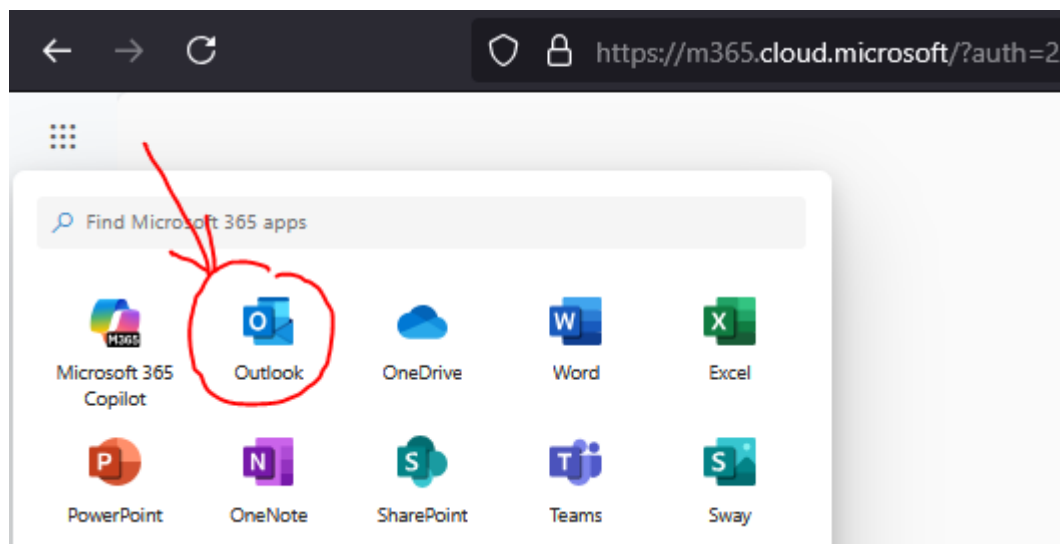 https://m365.cloud.microsoft/?auth=2
Find Microsoft 365 apps
M365
O
W
X
Microsoft 365
Copilot
Outlook
OneDrive
Word
Excel
P
N
S
T
S
PowerPoint
OneNote
SharePoint
Teams
Sway